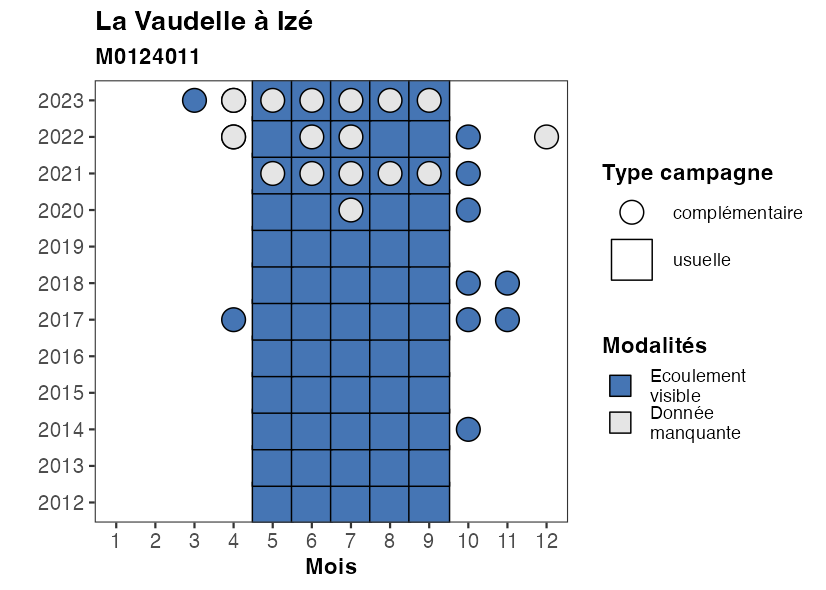 La Vaudelle à Izé
M0124011
2023
2022
2021
2020
2019
2018
2017
2016
2015
2014
2013
2012
1 2 3 4 5 6 7 8 9 10 11 12
Mois
Type campagne
complémentaire
usuelle
Modalités
Ecoulement
visible
Donnée
manquante